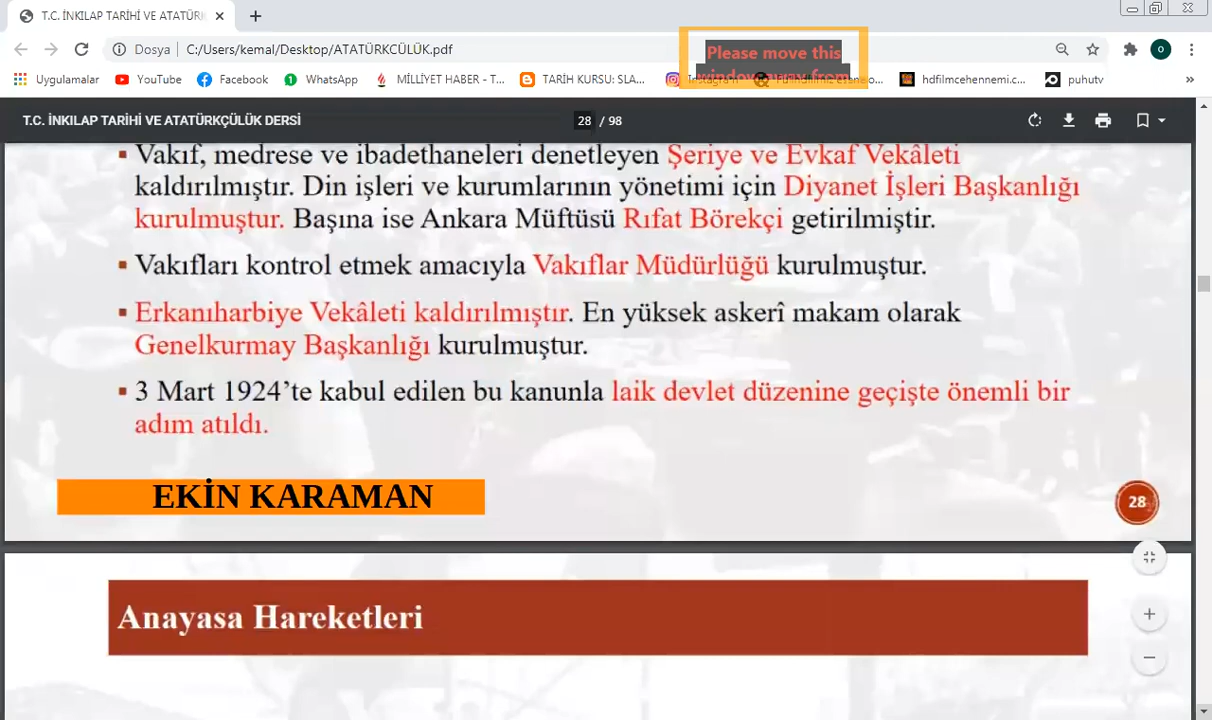 T.C. İNKILAP TARİHİ VE ATATÜRK
Dosya
C:/Users/kemal/Desktop/ATATÜRKCÜLÜK.pdf
Please move this
O
Uygulamalar
YouTube
Facebook
WhatsApp
MİLLİYET HABER - T...
TARİH KURSU: SLA...
hdfilmcehennemi.c...
puhutv
»
T.C. İNKILAP TARİHİ VE ATATÜRKÇÜLÜK DERSİ
28 / 98
▪ Vakıf, medrese ve ibadethaneleri denetleyen Şeriye ve Evkaf Vekâleti
kaldırılmıştır. Din işleri ve kurumlarının yönetimi için Diyanet İşleri Başkanlığı
kurulmuştur. Başına ise Ankara Müftüsü Rıfat Börekçi getirilmiştir.
▪ Vakıfları kontrol etmek amacıyla Vakıflar Müdürlüğü kurulmuştur.
▪ Erkanıharbiye Vekâleti kaldırılmıştır. En yüksek askerî makam olarak
Genelkurmay Başkanlığı kurulmuştur.
▪ 3 Mart 1924’te kabul edilen bu kanunla laik devlet düzenine geçişte önemli bir
adım atıldı.
EKİN KARAMAN
28
Anayasa Hareketleri